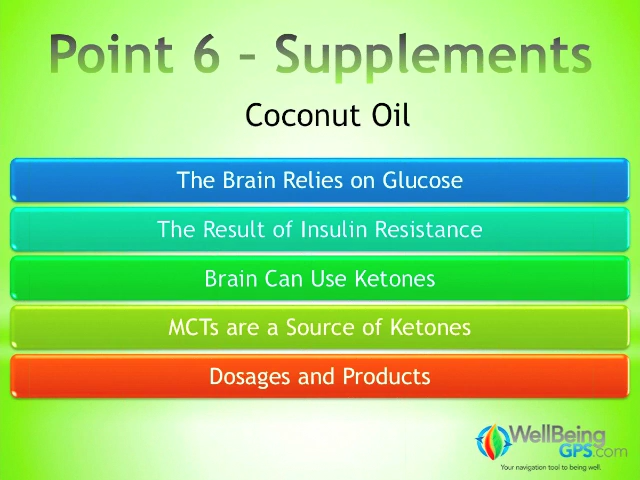 Point 6 - Supplements
Coconut Oil
The Brain Relies on Glucose
The Result of Insulin Resistance
Brain Can Use Ketones
MCTs are a Source of Ketones
Dosages and Products
WellBeing
GPS.com
Your navigation tool to being well.